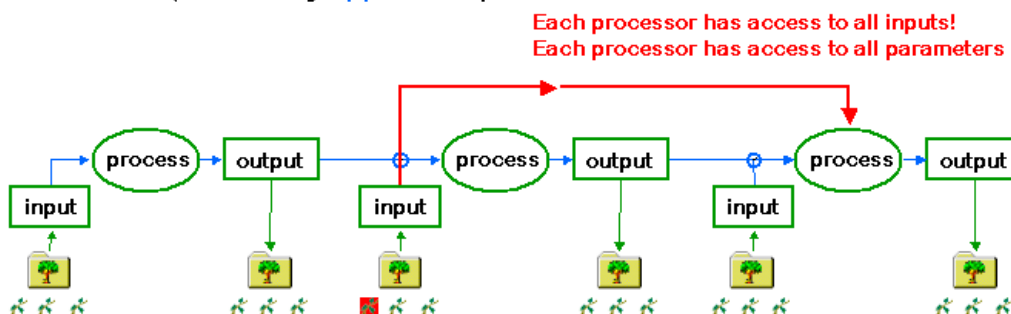 Each processor has access to all inputs!
Each processor has access to all parameters
process output process output process output
input input input